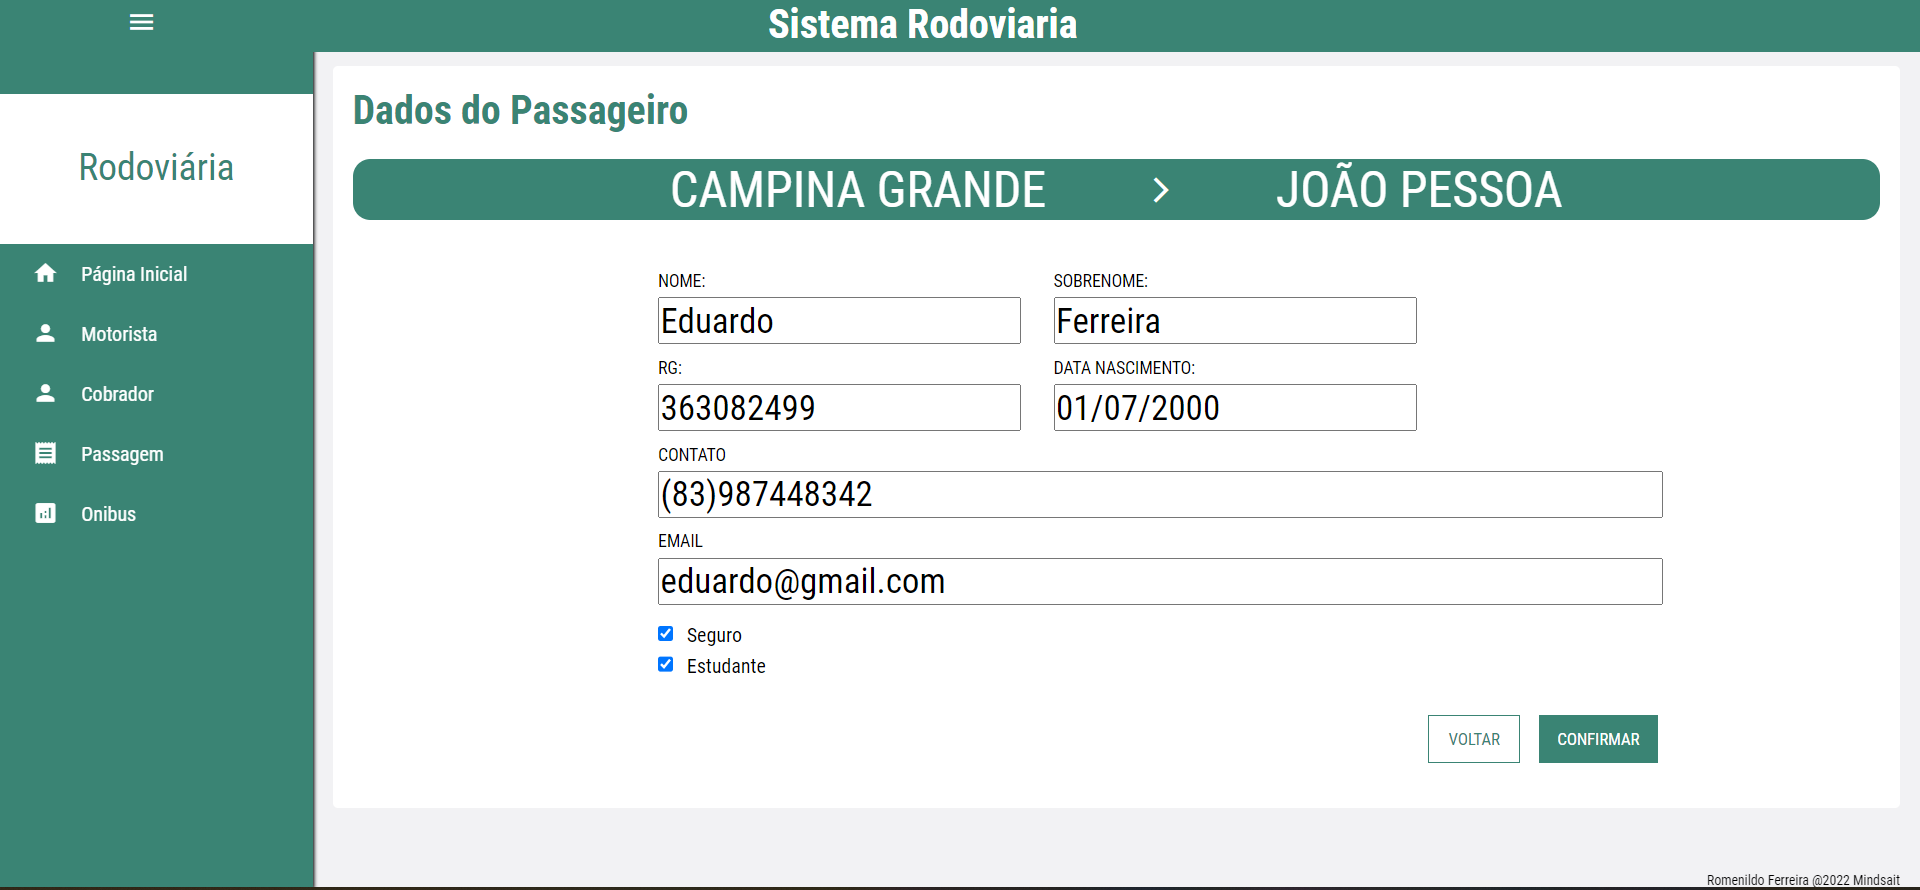 Sistema Rodoviaria
Rodoviária
Página Inicial
Motorista
Cobrador
Passagem
Onibus
Dados do Passageiro
CAMPINA GRANDE > JOÃO PESSOA
NOME: SOBRENOME:
Eduardo Ferreira
RG: DATA NASCIMENTO:
363082499 01/07/2000
CONTATO
(83)987448342
EMAIL
eduardo@gmail.com
Seguro
Estudante
VOLTAR CONFIRMAR
Romenildo Ferreira @2022 Mindsait